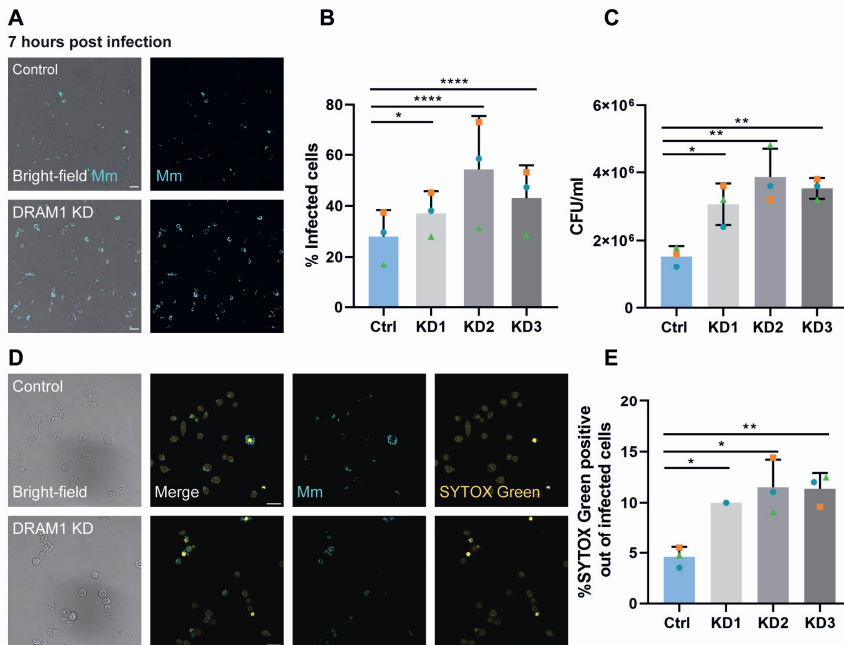 A
7 hours post infection
Control
Bright-field Mm
Mm
DRAM1 KD
B
% Infected cells
80
60
40
20
0
****
****
*
Ctrl KD1 KD2 KD3
C
CFU/ml
6×10⁶
4×10⁶
2×10⁶
0
**
**
*
Ctrl KD1 KD2 KD3
D
Control
Bright-field
Merge
Mm
SYTOX Green
DRAM1 KD
E
%SYTOX Green positive
out of infected cells
20
15
10
5
0
**
*
*
Ctrl KD1 KD2 KD3